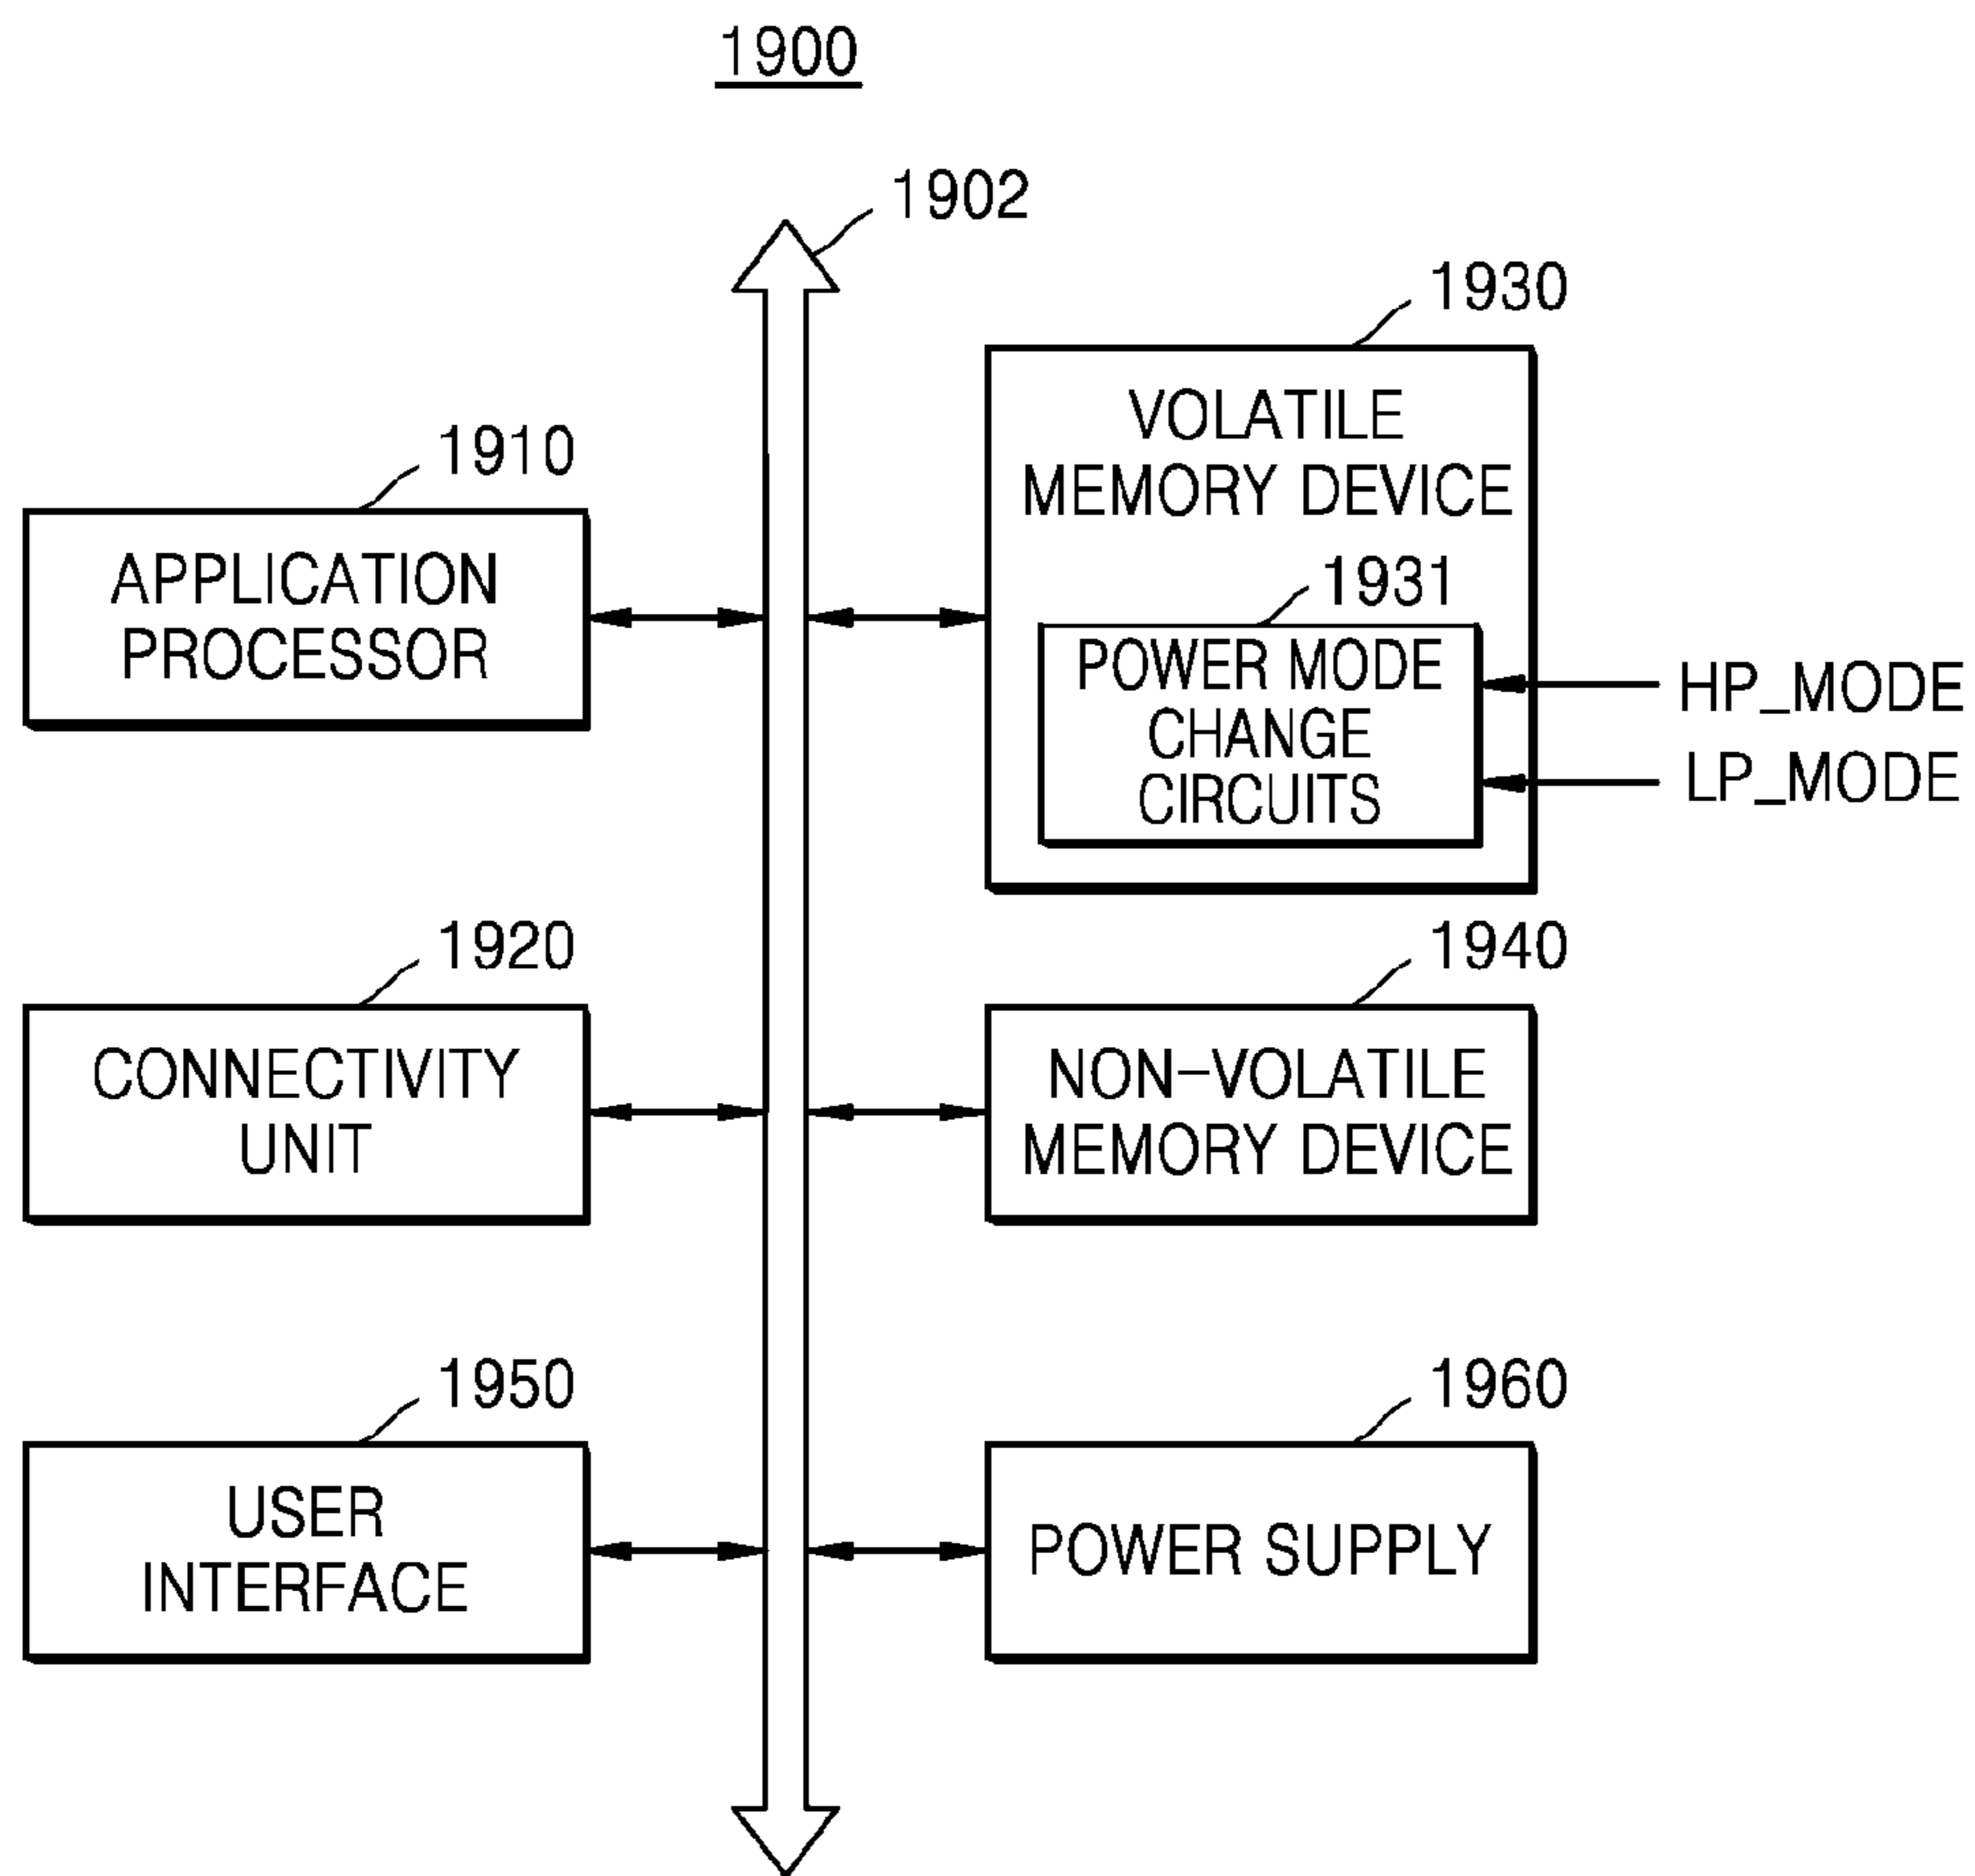 1900
1902
1930
VOLATILE
MEMORY DEVICE
1931
POWER MODE
CHANGE
CIRCUITS
HP_MODE
LP_MODE
1910
APPLICATION
PROCESSOR
1920
CONNECTIVITY
UNIT
1940
NON-VOLATILE
MEMORY DEVICE
1950
USER
INTERFACE
1960
POWER SUPPLY